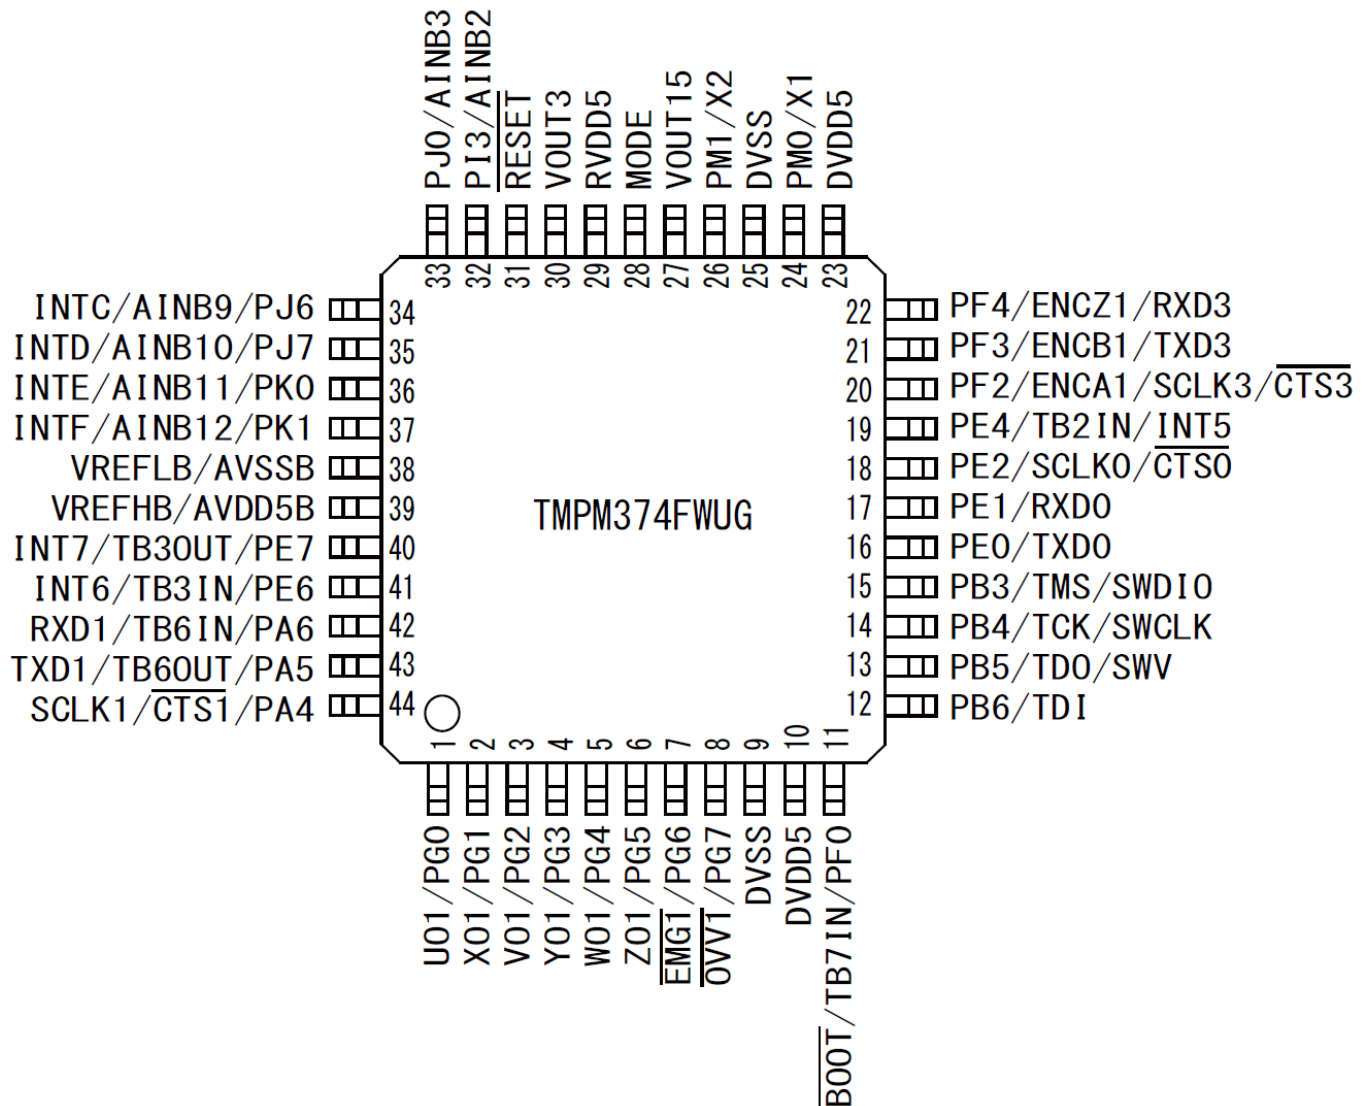 PJ0/AINB3
PI3/AINB2
RESET
VOUT3
RVDD5
MODE
VOUT15
PM1/X2
DVSS
PM0/X1
DVDD5
33
32
31
30
29
28
27
26
25
24
23
INTC/AINB9/PJ6 34
INTD/AINB10/PJ7 35
INTE/AINB11/PK0 36
INTF/AINB12/PK1 37
VREFLB/AVSSB 38
VREFHB/AVDD5B 39
INT7/TB3OUT/PE7 40
INT6/TB3IN/PE6 41
RXD1/TB6IN/PA6 42
TXD1/TB6OUT/PA5 43
SCLK1/CTS1/PA4 44
TMPM374FWUG
22 PF4/ENCZ1/RXD3
21 PF3/ENCB1/TXD3
20 PF2/ENCA1/SCLK3/CTS3
19 PE4/TB2IN/INT5
18 PE2/SCLK0/CTS0
17 PE1/RXD0
16 PE0/TXD0
15 PB3/TMS/SWDIO
14 PB4/TCK/SWCLK
13 PB5/TDO/SWV
12 PB6/TDI
1
2
3
4
5
6
7
8
9
10
11
UO1/PG0
XO1/PG1
VO1/PG2
YO1/PG3
WO1/PG4
ZO1/PG5
EMG1/PG6
OVV1/PG7
DVSS
DVDD5
BOOT/TB7IN/PF0